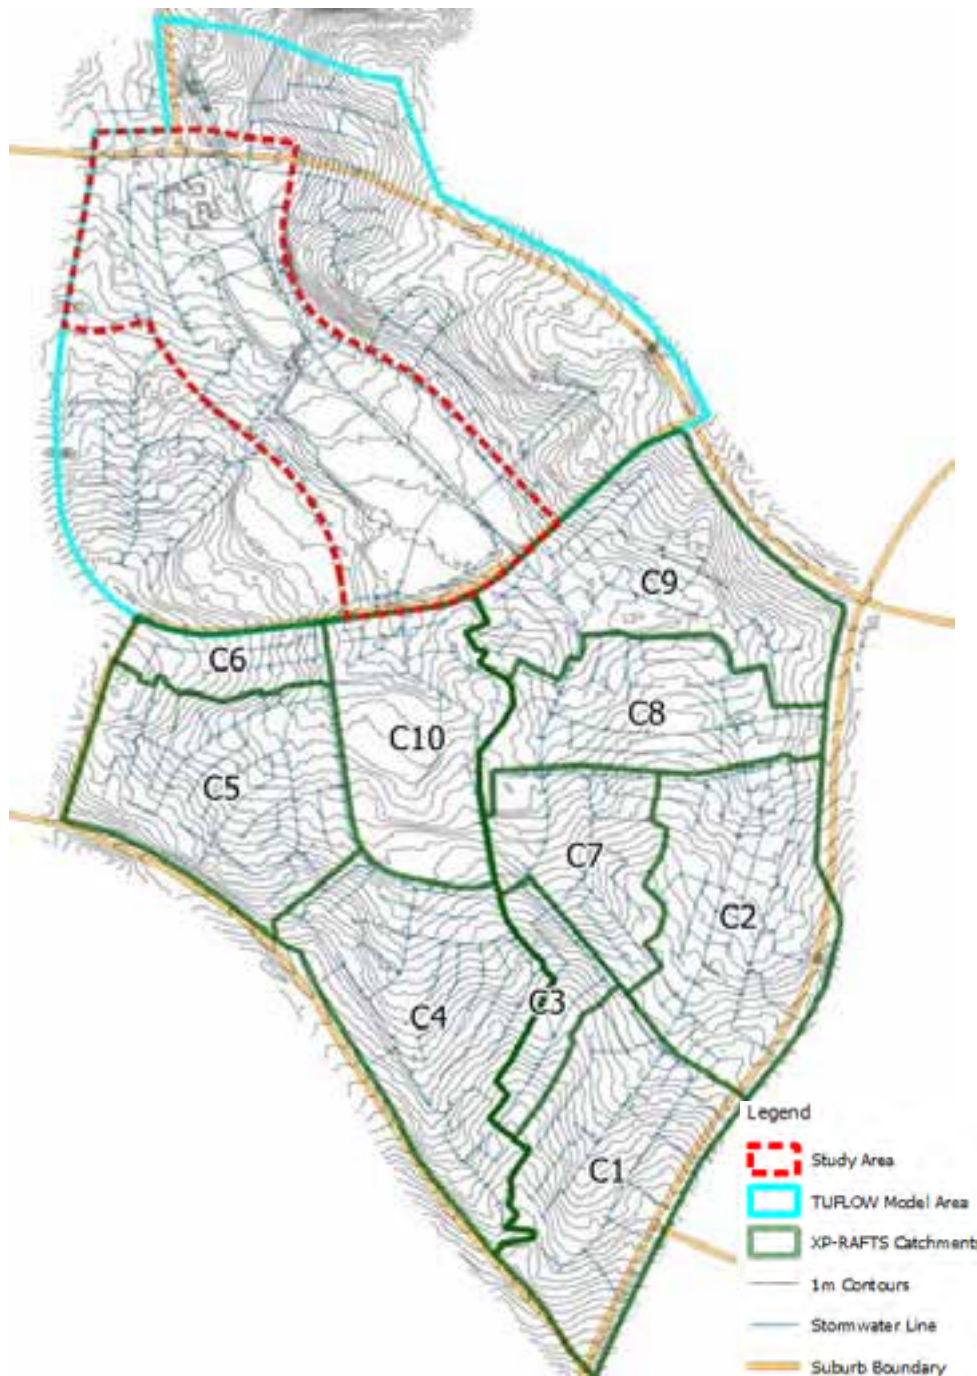 C9
C6
C8
C10
C5
C7
C2
C3
C4
C1
Legend
Study Area
TUFLOW Model Area
XP-RAFTS Catchments
1m Contours
Stormwater Line
Suburb Boundary